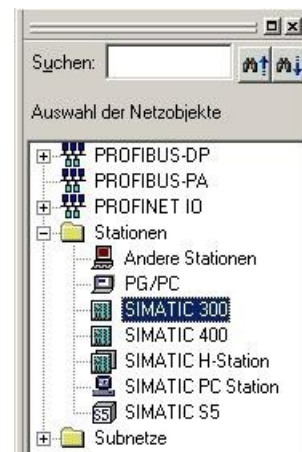 Suchen:
Auswahl der Netzobjekte
PROFIBUS-DP
PROFIBUS-PA
PROFINET IO
Stationen
Andere Stationen
PG/PC
SIMATIC 300
SIMATIC 400
SIMATIC H-Station
SIMATIC PC Station
SIMATIC S5
Subnetze